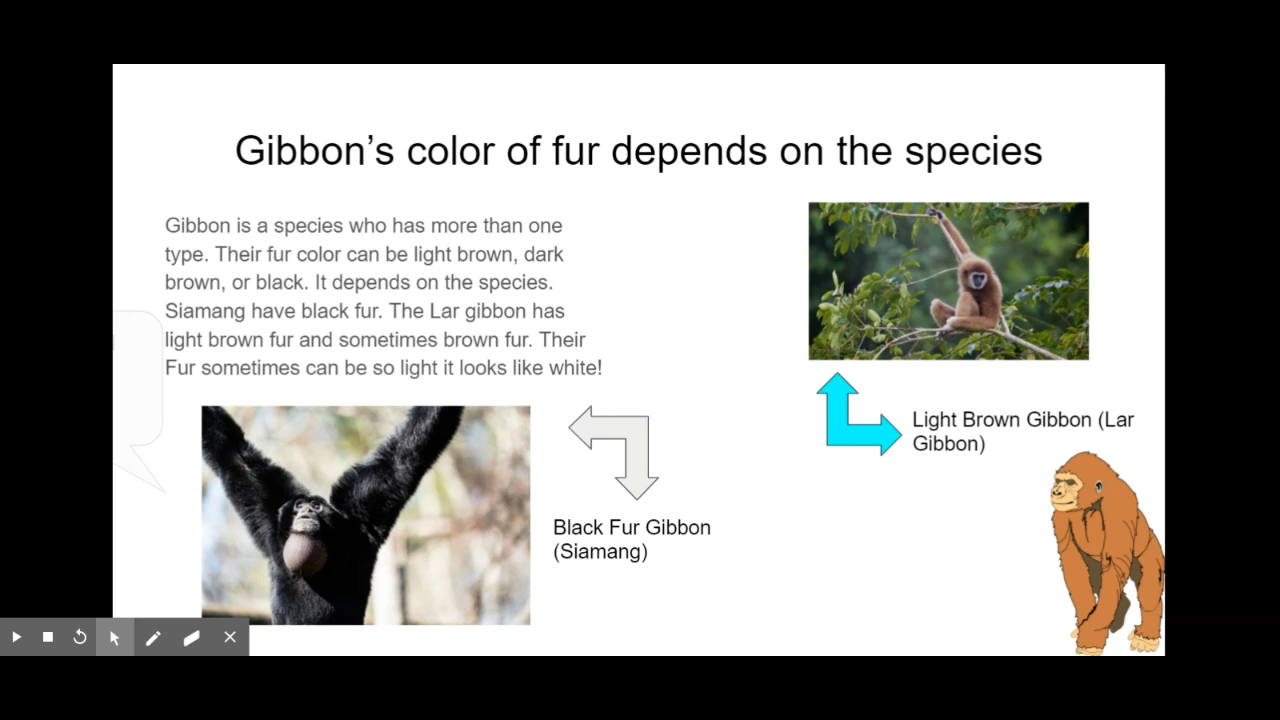 Gibbon’s color of fur depends on the species
Gibbon is a species who has more than one
type. Their fur color can be light brown, dark
brown, or black. It depends on the species.
Siamang have black fur. The Lar gibbon has
light brown fur and sometimes brown fur. Their
Fur sometimes can be so light it looks like white!
Light Brown Gibbon (Lar
Gibbon)
Black Fur Gibbon
(Siamang)